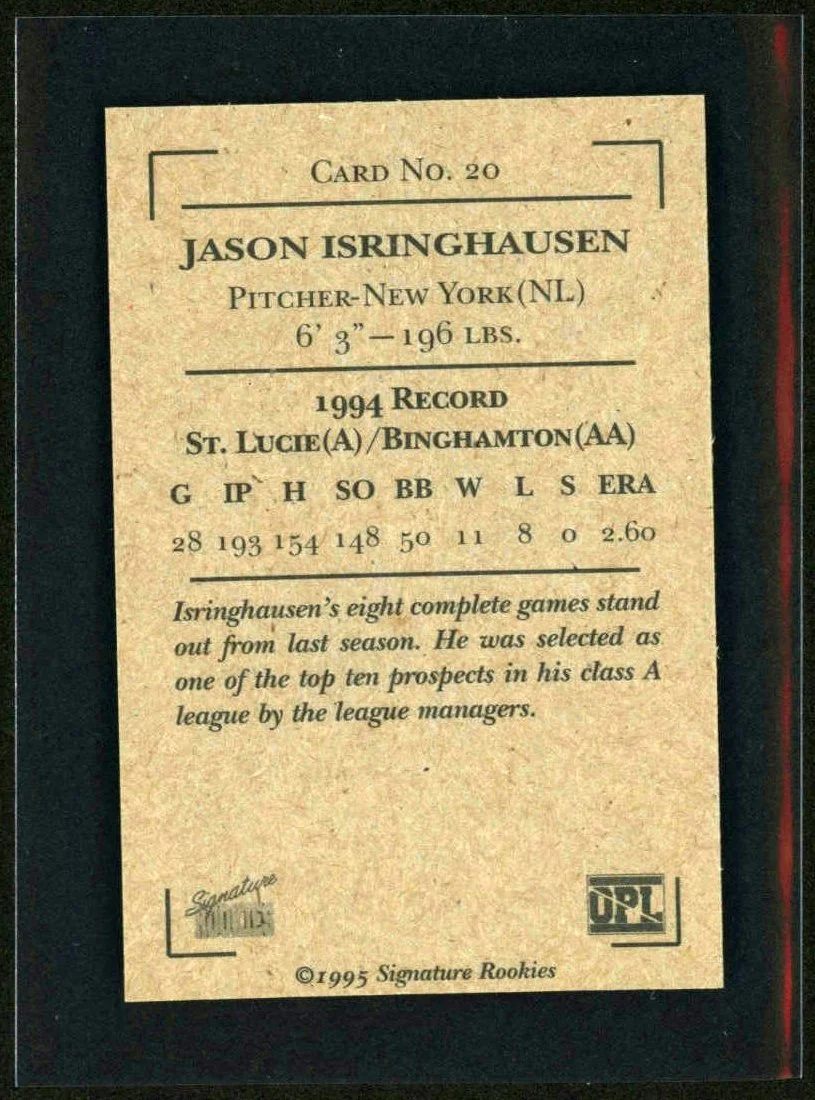 CARD NO. 20
JASON ISRINGHAUSEN
PITCHER-NEW YORK(NL)
6' 3"—196 LBS.
1994 RECORD
ST. LUCIE(A)/BINGHAMTON(AA)
G IP H SO BB W L S ERA
28 193 154 148 50 11 8 0 2.60
Isringhausen's eight complete games stand
out from last season. He was selected as
one of the top ten prospects in his class A
league by the league managers.
Signature
OPL
©1995 Signature Rookies